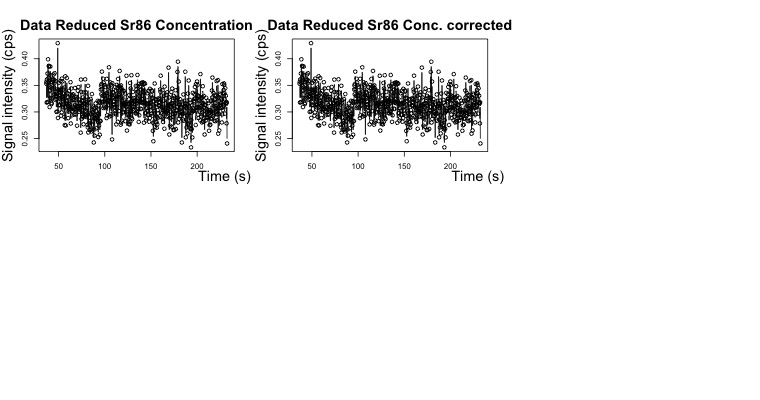 Data Reduced Sr86 Concentration
Signal intensity (cps)
0.40
0.35
0.30
0.25
50
100
150
200
Time (s)
Data Reduced Sr86 Conc. corrected
Signal intensity (cps)
0.40
0.35
0.30
0.25
50
100
150
200
Time (s)